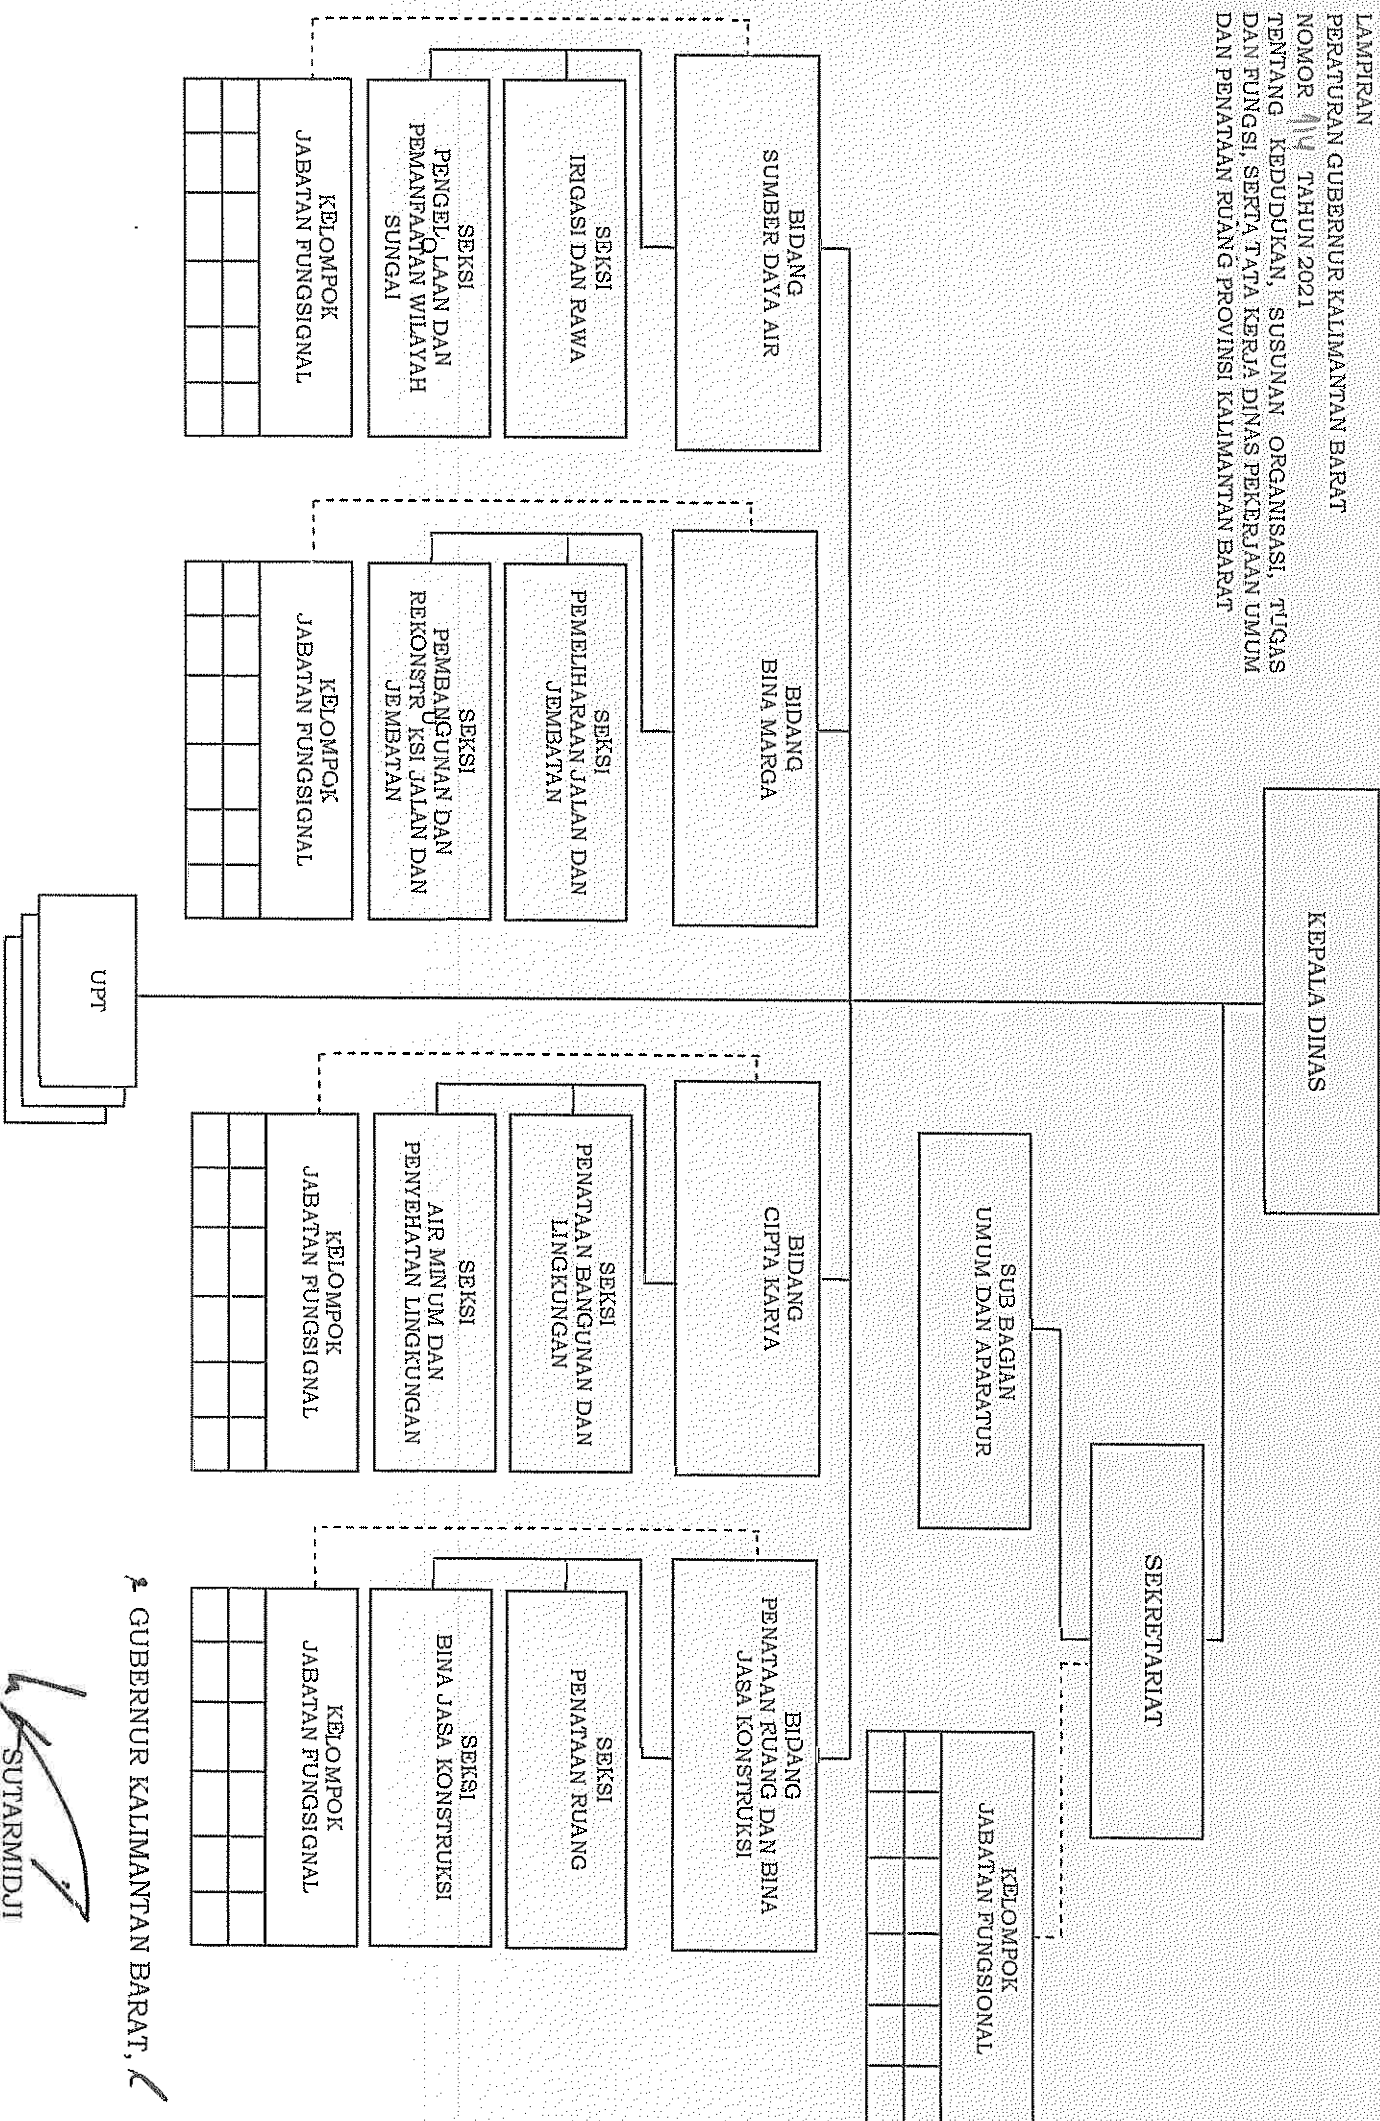 LAMPIRAN
PERATURAN GUBERNUR KALIMANTAN BARAT
NOMOR TAHUN 2021
TENTANG KEDUDUKAN, SUSUNAN ORGANISASI, TUGAS
DAN FUNGSI, SERTA TATA KERJA DINAS PEKERJAAN UMUM
DAN PENATAAN RUANG PROVINSI KALIMANTAN BARAT
KEPALA DINAS
SEKRETARIAT
SUB BAGIAN
UMUM DAN APARATUR
KELOMPOK
JABATAN FUNGSIONAL
BIDANG
SUMBER DAYA AIR
SEKSI
IRIGASI DAN RAWA
SEKSI
PENGELOLAAN DAN
PEMANFAATAN WILAYAH
SUNGAI
KELOMPOK
JABATAN FUNGSIGNAL
BIDANG
BINA MARGA
SEKSI
PEMELIHARAAN JALAN DAN
JEMBATAN
SEKSI
PEMBANGUNAN DAN
REKONSTRUKSI JALAN DAN
JEMBATAN
KELOMPOK
JABATAN FUNGSIGNAL
BIDANG
CIPTA KARYA
SEKSI
PENATAAN BANGUNAN DAN
LINGKUNGAN
SEKSI
AIR MINUM DAN
PENYEHATAN LINGKUNGAN
KELOMPOK
JABATAN FUNGSIGNAL
BIDANG
PENATAAN RUANG DAN BINA
JASA KONSTRUKSI
SEKSI
PENATAAN RUANG
SEKSI
BINA JASA KONSTRUKSI
KELOMPOK
JABATAN FUNGSIGNAL
UPT
GUBERNUR KALIMANTAN BARAT,
SUTARMIDJI